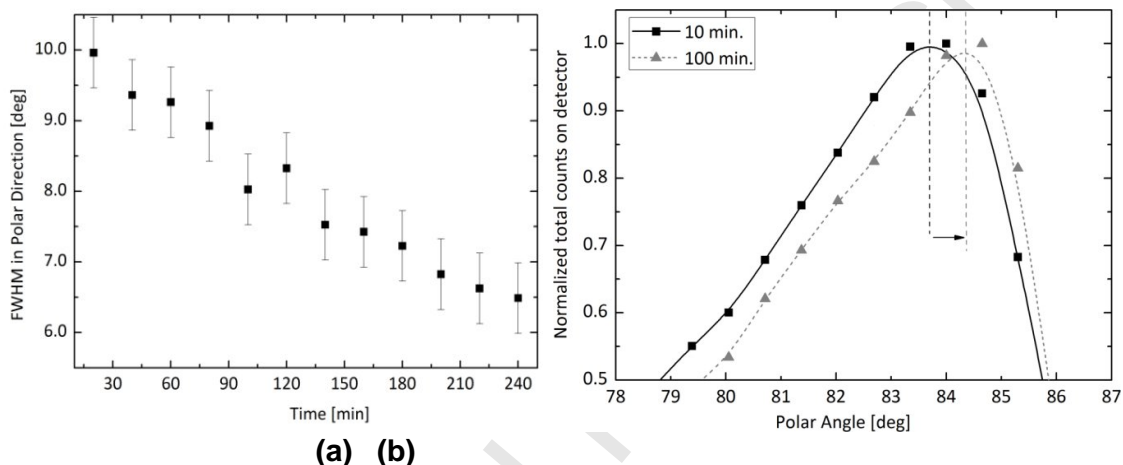 10.0
9.0
8.0
7.0
6.0
FWHM in Polar Direction [deg]
30 60 90 120 150 180 210 240
Time [min]
10 min.
100 min.
1.0
0.9
0.8
0.7
0.6
0.5
Normalized total counts on detector
78 79 80 81 82 83 84 85 86 87
Polar Angle [deg]
(a) (b)